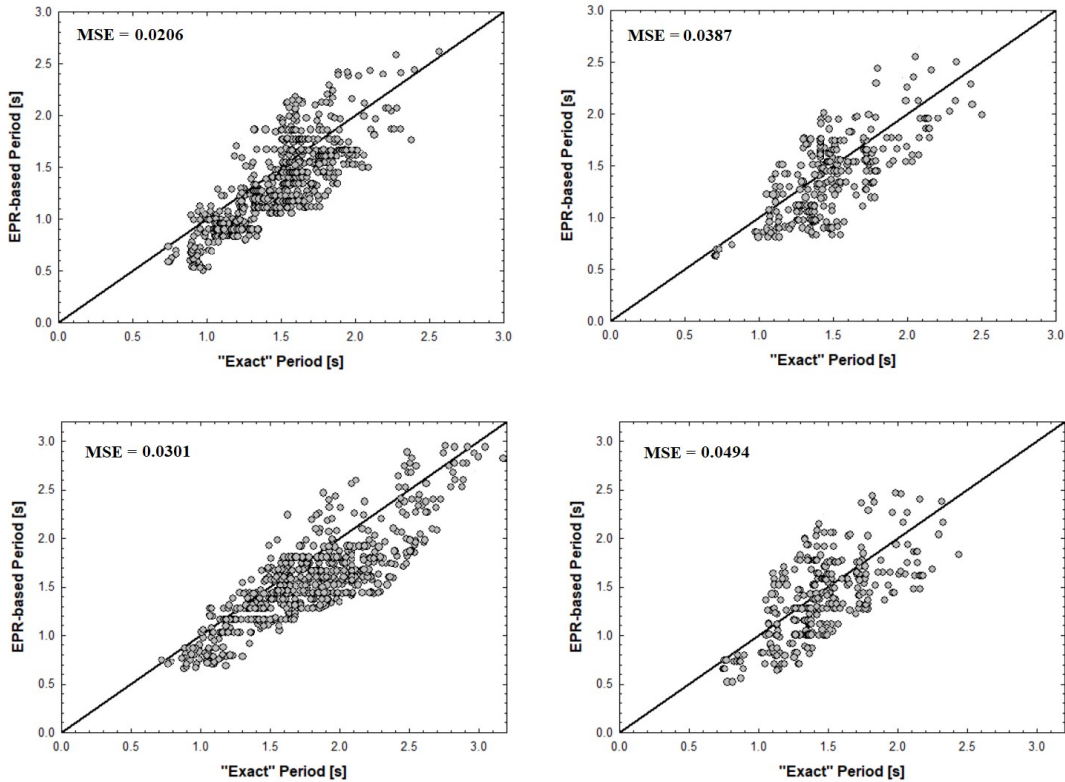 MSE = 0.0206
EPR-based Period [s]
3.0
2.5
2.0
1.5
1.0
0.5
0.0
0.0 0.5 1.0 1.5 2.0 2.5 3.0
"Exact" Period [s]
MSE = 0.0387
EPR-based Period [s]
3.0
2.5
2.0
1.5
1.0
0.5
0.0
0.0 0.5 1.0 1.5 2.0 2.5 3.0
"Exact" Period [s]
MSE = 0.0301
EPR-based Period [s]
3.0
2.5
2.0
1.5
1.0
0.5
0.0
0.0 0.5 1.0 1.5 2.0 2.5 3.0
"Exact" Period [s]
MSE = 0.0494
EPR-based Period [s]
3.0
2.5
2.0
1.5
1.0
0.5
0.0
0.0 0.5 1.0 1.5 2.0 2.5 3.0
"Exact" Period [s]